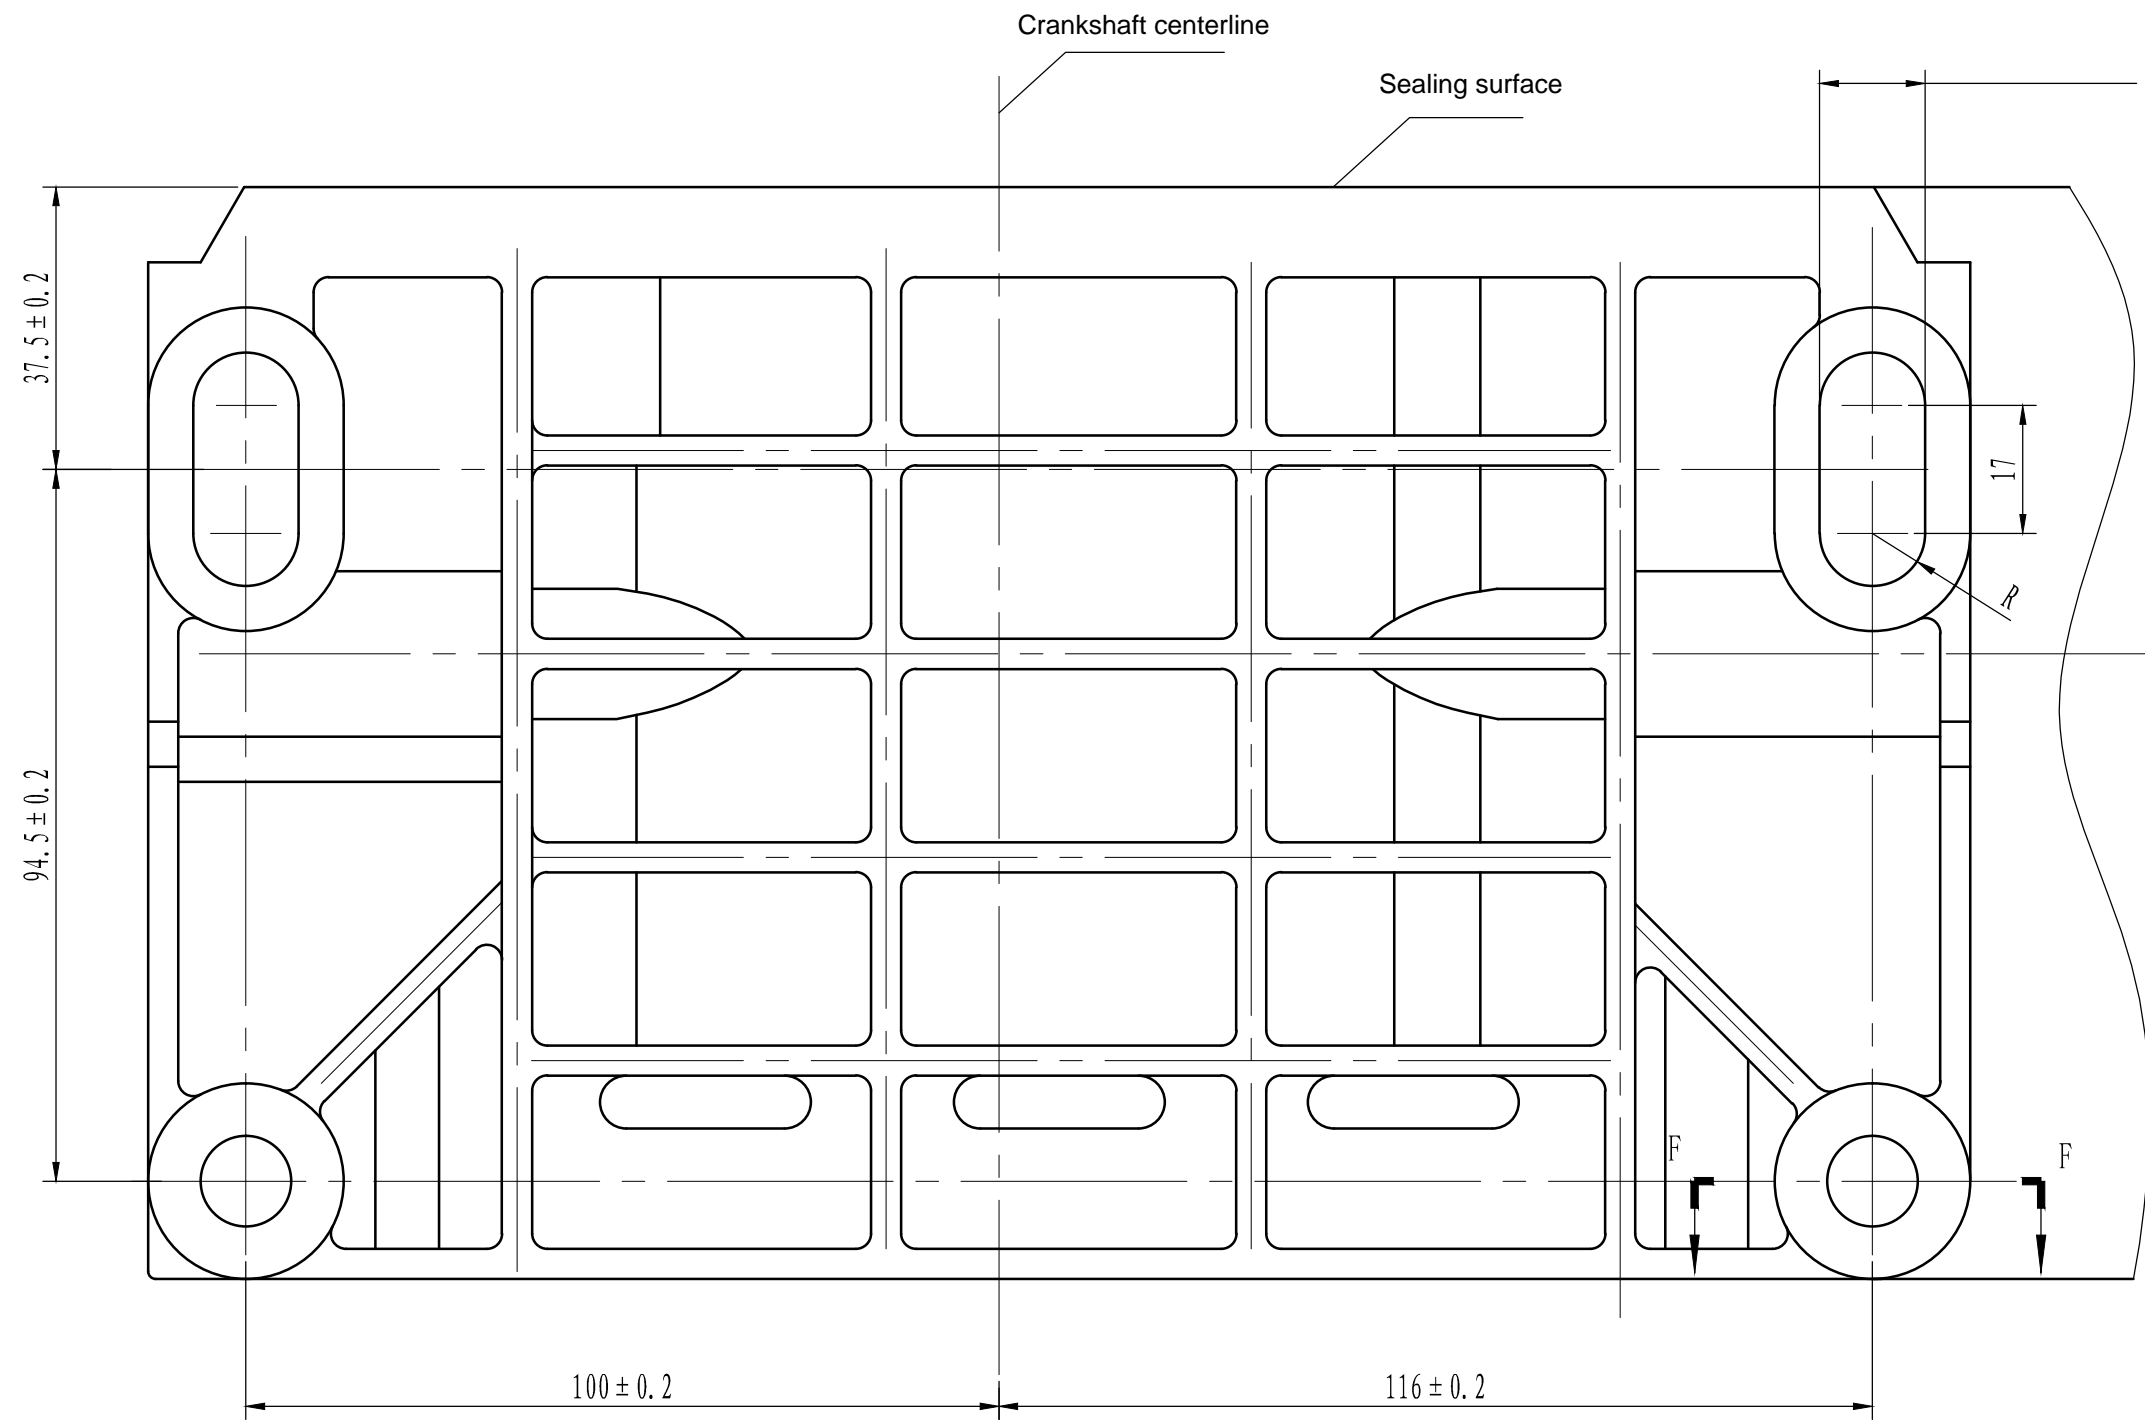 Crankshaft centerline
Sealing surface
37.5±0.2
17
R
94.5±0.2
F
F
100±0.2
116±0.2